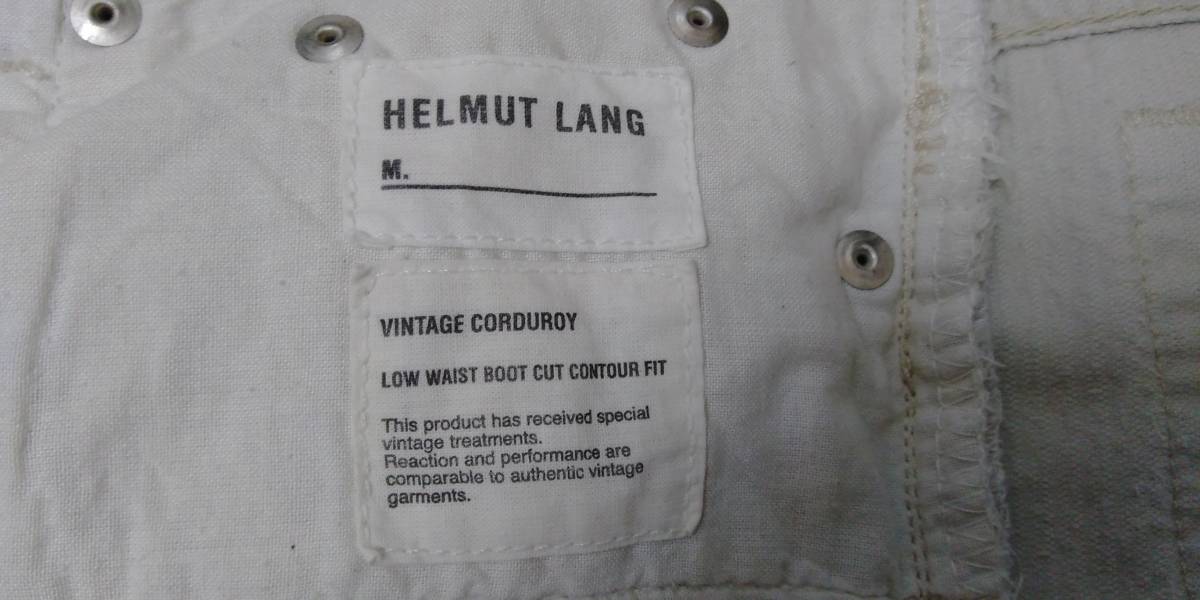 HELMUT LANG
M.
VINTAGE CORDUROY
LOW WAIST BOOT CUT CONTOUR FIT
This product has received special
vintage treatments.
Reaction and performance are
comparable to authentic vintage
garments.